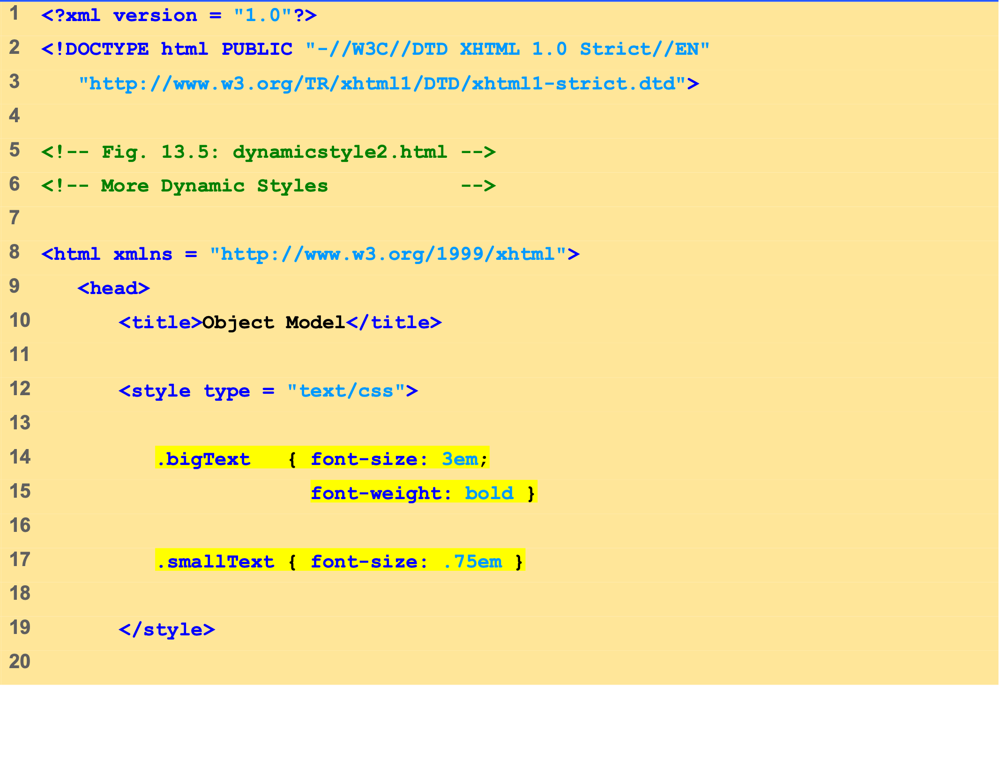 1 <?xml version = "1.0"?>
2 <!DOCTYPE html PUBLIC "-//W3C//DTD XHTML 1.0 Strict//EN"
3    "http://www.w3.org/TR/xhtml1/DTD/xhtml1-strict.dtd">
4
5 <!-- Fig. 13.5: dynamicstyle2.html -->
6 <!-- More Dynamic Styles           -->
7
8 <html xmlns = "http://www.w3.org/1999/xhtml">
9    <head>
10       <title>Object Model</title>
11
12       <style type = "text/css">
13
14          .bigText   { font-size: 3em;
15                       font-weight: bold }
16
17          .smallText { font-size: .75em }
18
19       </style>
20